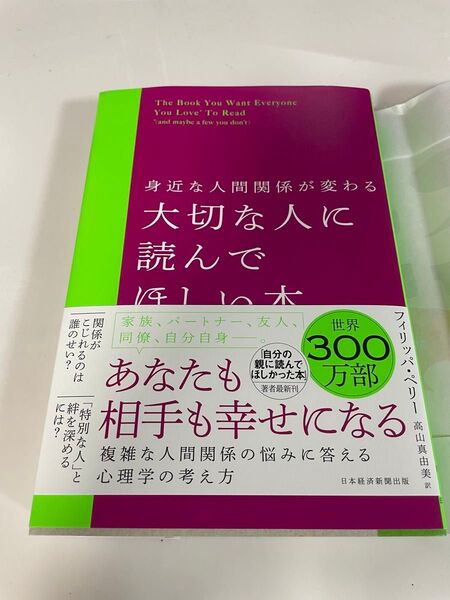 The Book You Want Everyone
You Love* To Read
*(and maybe a few you don't)
身近な人間関係が変わる
大切な人に
読んで
ほしい本
家族、パートナー、友人、
同僚、自分自身——。
世界
300
万部
「自分の
親に読んで
ほしかった本」
著者最新刊
あなたも
相手も幸せになる
複雑な人間関係の悩みに答える
心理学の考え方
関係が
こじれるのは
誰のせい?
「特別な人」と
絆を深める
には?
フィリッパ・ペリー
高山真由美 訳
日本経済新聞出版